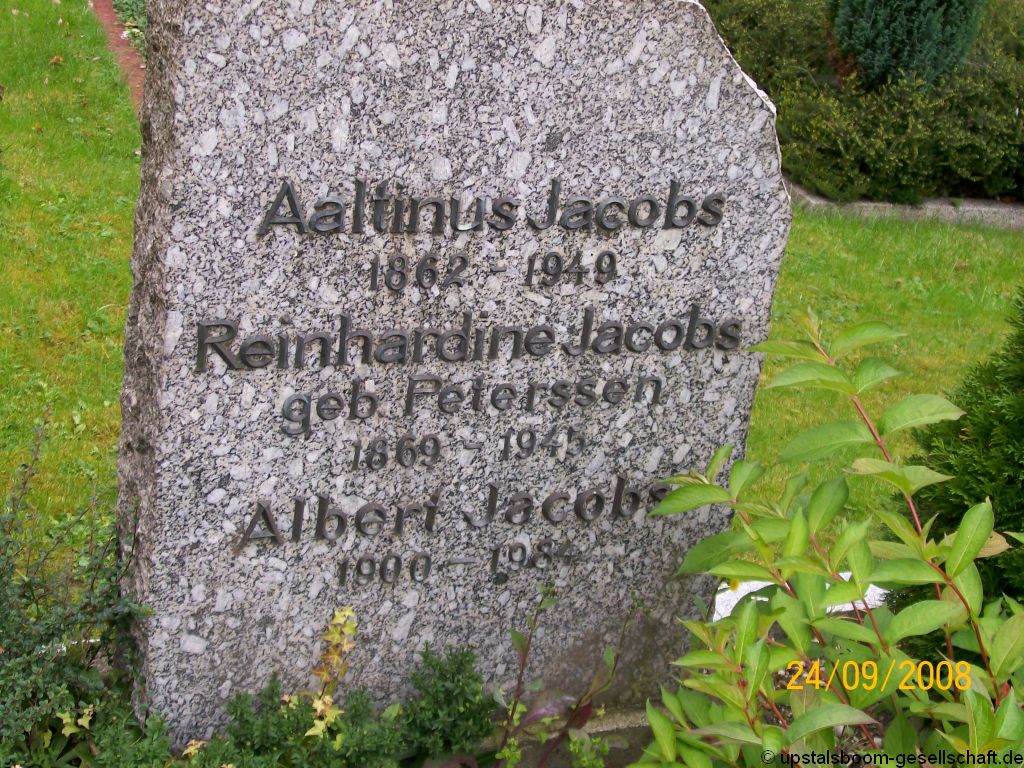 Aaltinus Jacobs
1862 - 1949
Reinhardine Jacobs
geb. Peterssen
1869 - 1945
Albert Jacobs
1900 - 1984
24/09/2008
© upstalsboom-gesellschaft.de